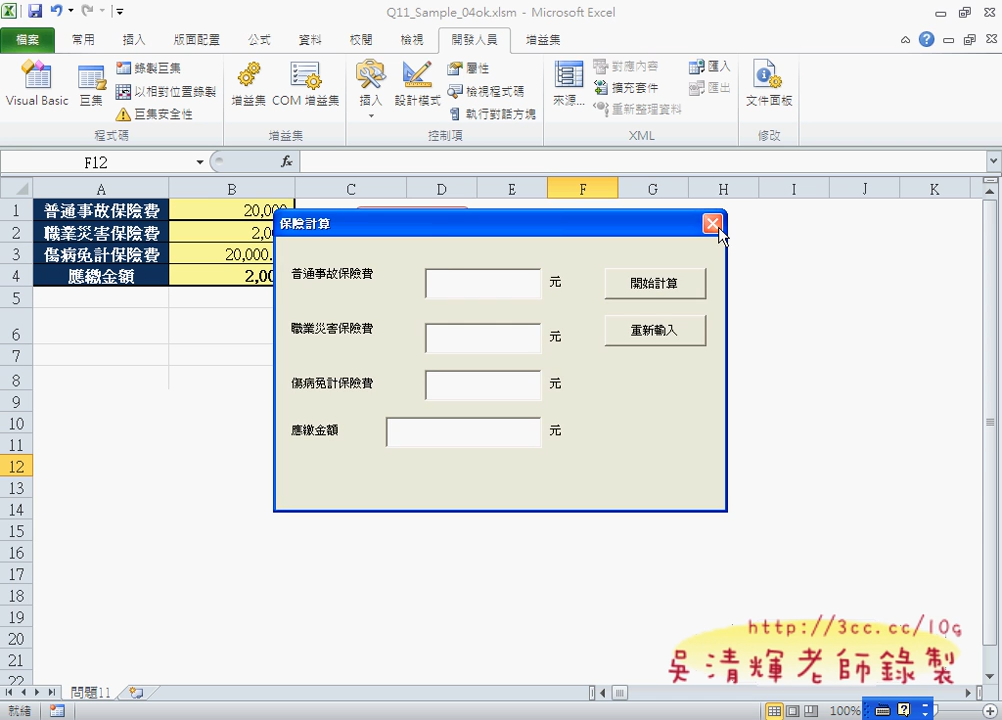 Q11_Sample_04ok.xlsm - Microsoft Excel
檔案 常用 插入 版面配置 公式 資料 校閱 檢視 開發人員 增益集
Visual Basic 巨集 錄製巨集 以相對位置錄製 巨集安全性
增益集 COM 增益集
插入 設計模式 屬性 檢視程式碼 執行對話方塊
來源... 對應內容 擴充套件 重新整理資料 匯入 匯出
文件面板
程式碼 增益集 控制項 XML 修改
F12 fx
A B C D E F G H I J K
1 普通事故保險費 20,000
2 職業災害保險費 2,00
3 傷病免計保險費 20,000.
4 應繳金額 2,00
5
6
7
8
9
10
11
12
13
14
15
16
17
18
19
20
21
22
保險計算
普通事故保險費 元 開始計算
職業災害保險費 元 重新輸入
傷病免計保險費 元
應繳金額 元
http://3cc.cc/10g
吳清輝老師錄製
問題11
就緒 100%